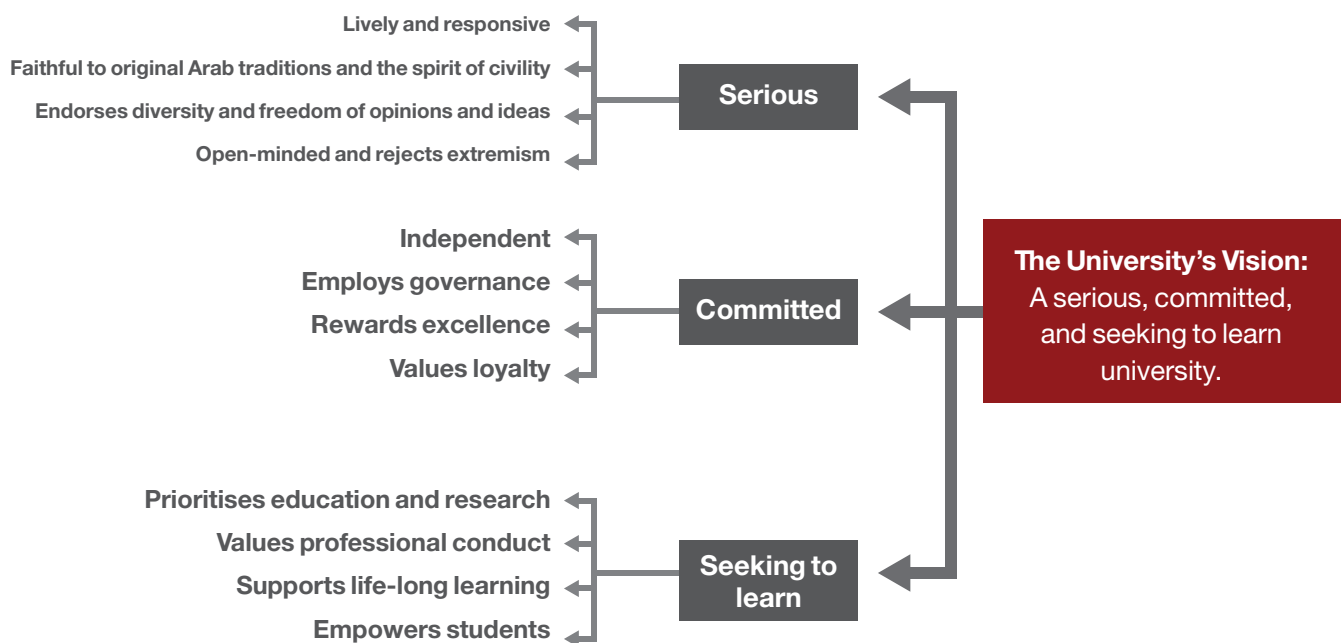 Lively and responsive
Faithful to original Arab traditions and the spirit of civility
Endorses diversity and freedom of opinions and ideas
Open-minded and rejects extremism
Serious
Independent
Employs governance
Rewards excellence
Values loyalty
Committed
The University’s Vision:
A serious, committed,
and seeking to learn
university.
Prioritises education and research
Values professional conduct
Supports life-long learning
Empowers students
Seeking to
learn